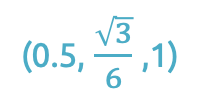 (0.5, √3/6 ,1)